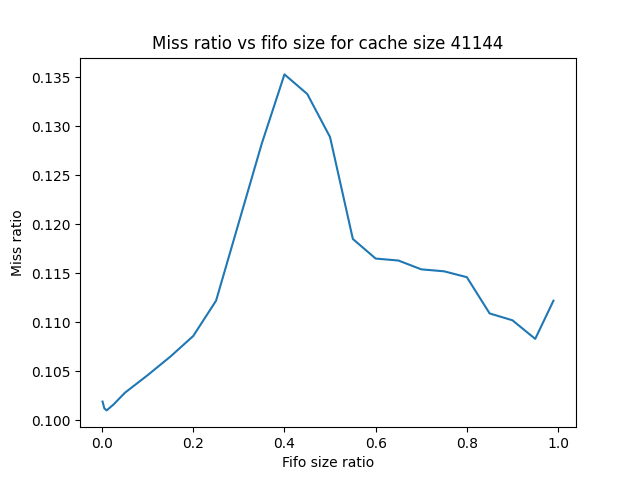 Miss ratio vs fifo size for cache size 41144
0.135
0.130
0.125
0.120
0.115
0.110
0.105
0.100
Miss ratio
0.0 0.2 0.4 0.6 0.8 1.0
Fifo size ratio